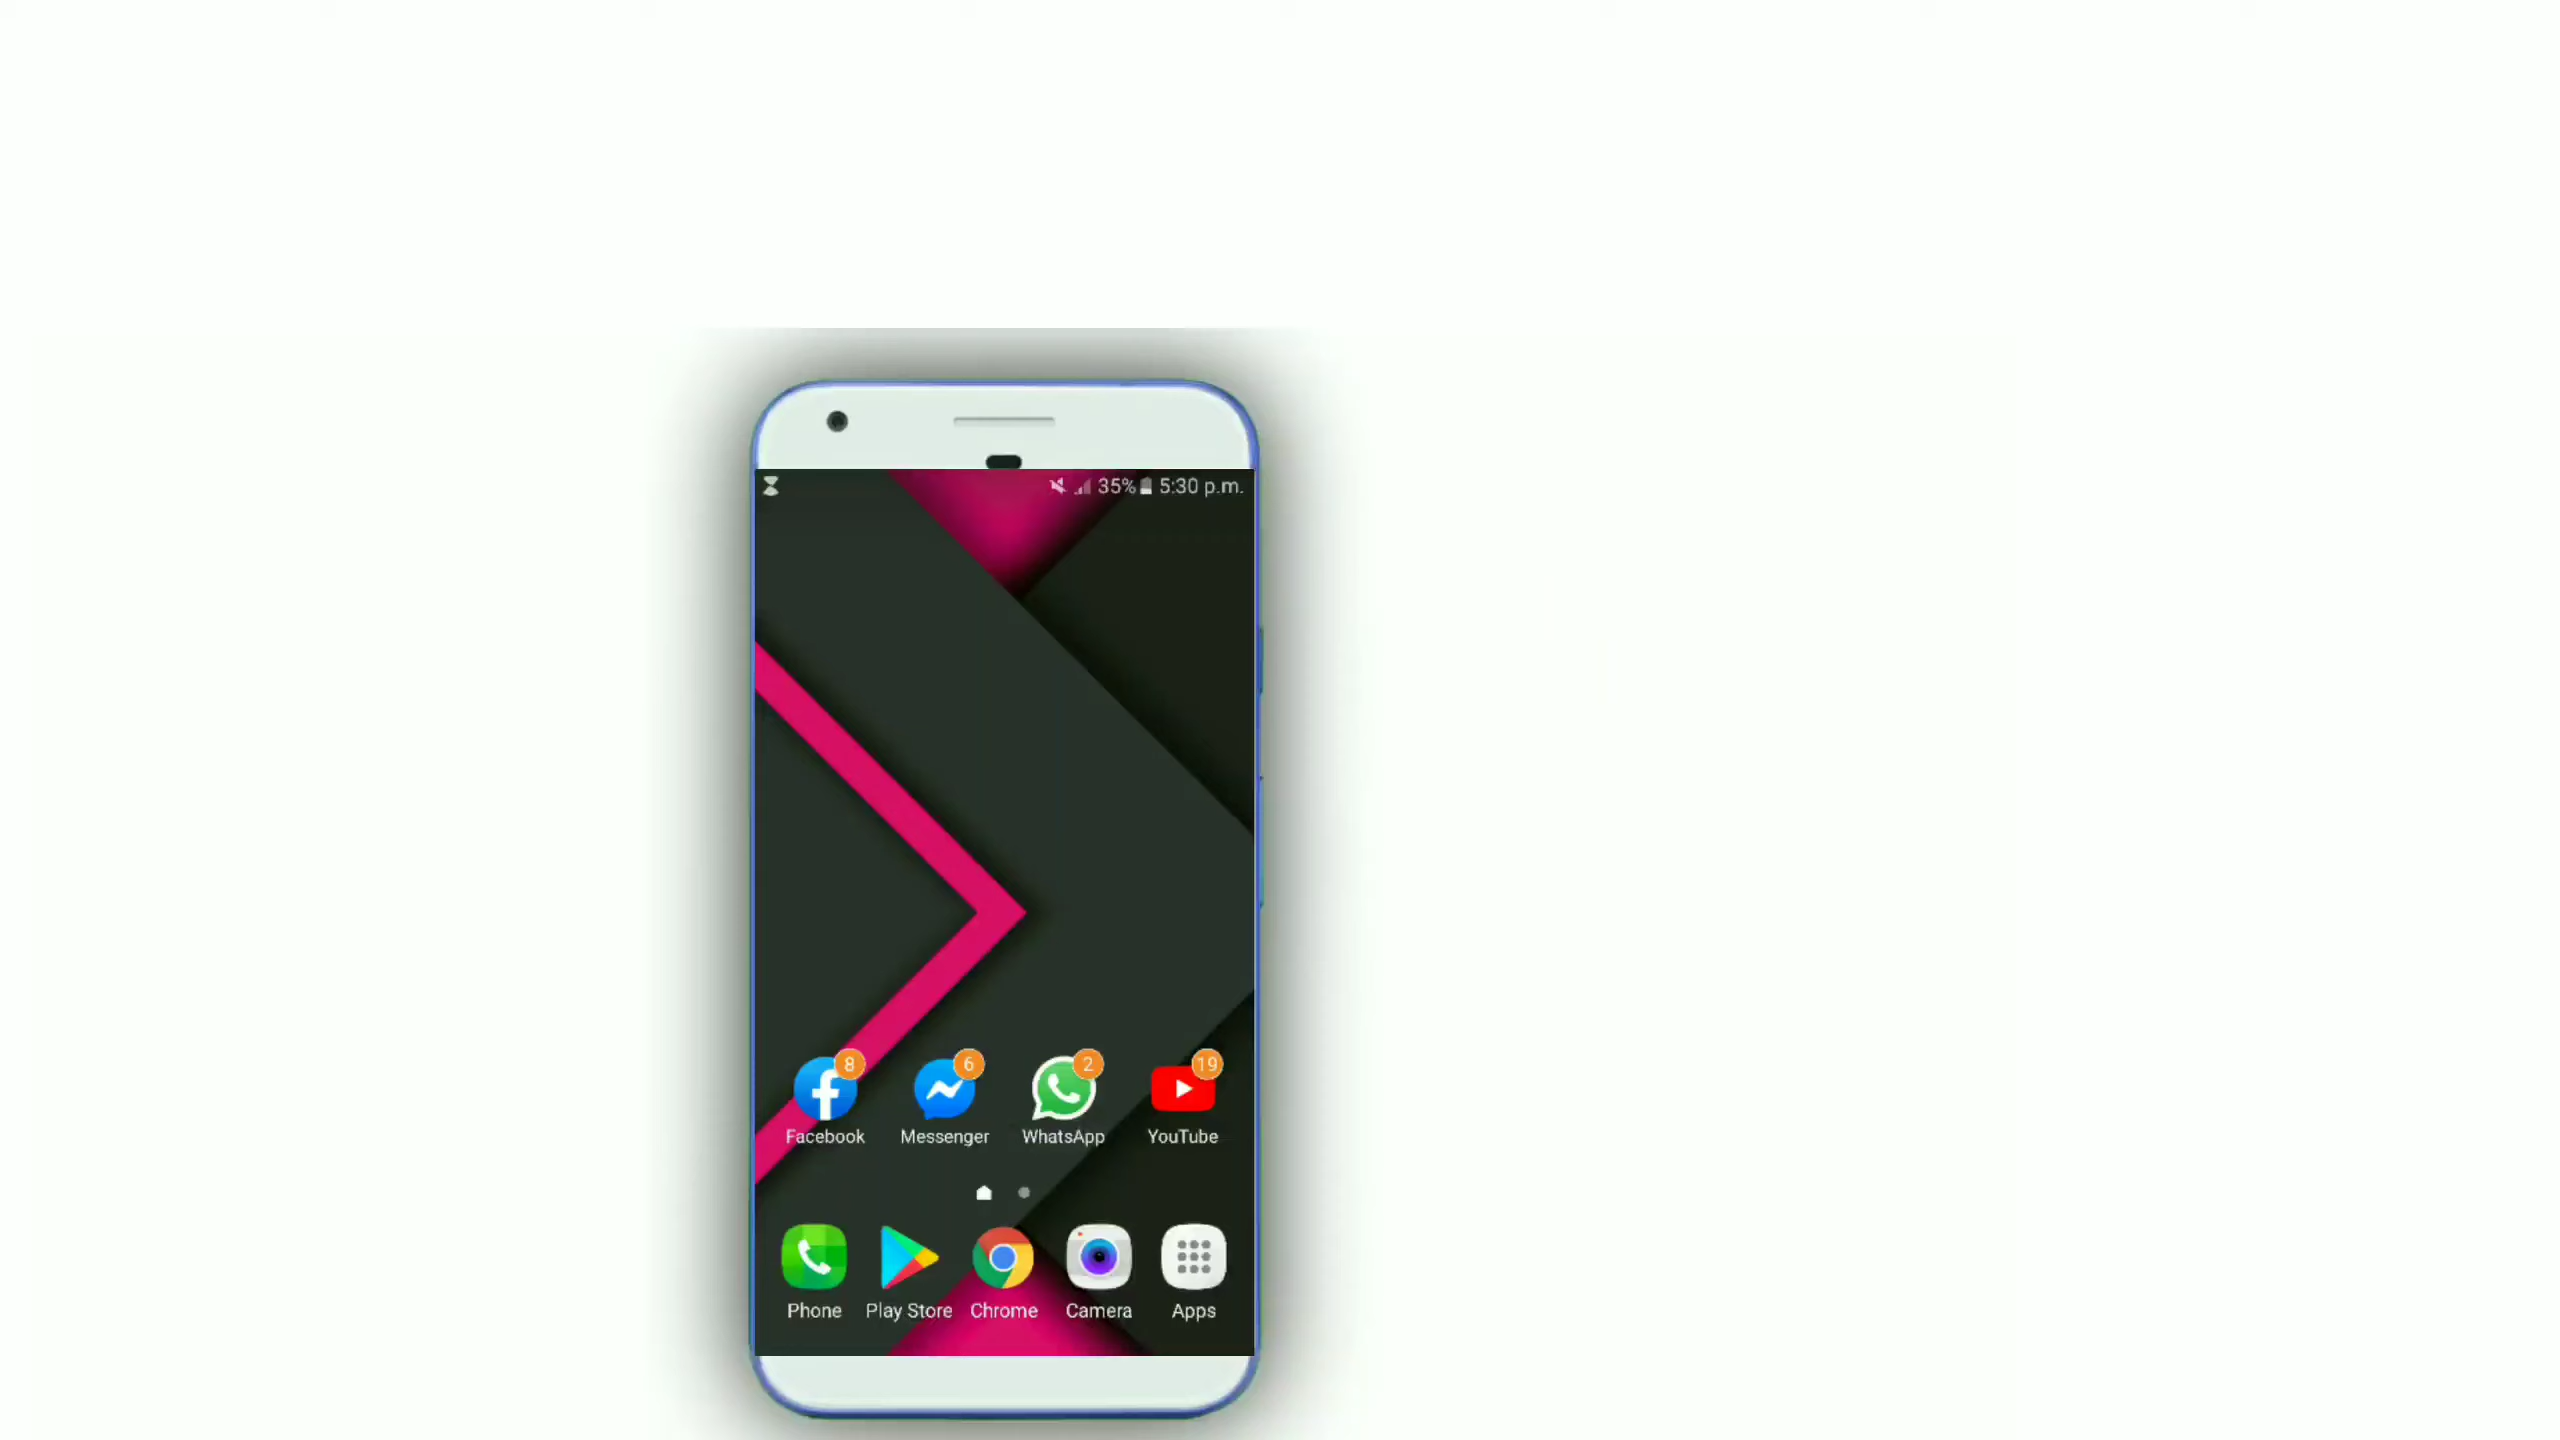 35% 5:30 p.m.
8 6 2 19
Facebook Messenger WhatsApp YouTube
Phone Play Store Chrome Camera Apps